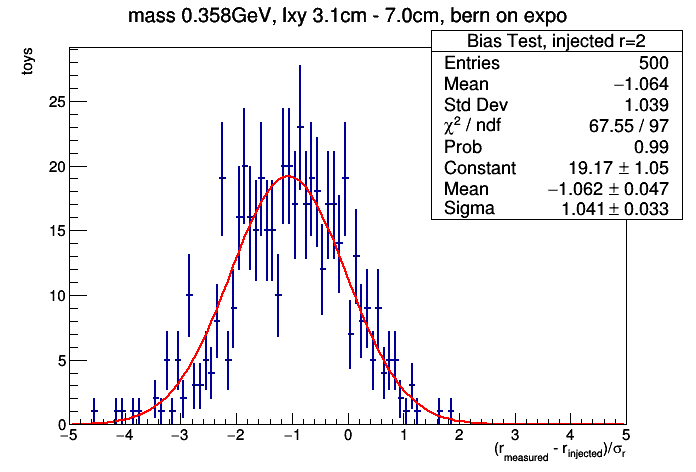 mass 0.358GeV, lxy 3.1cm - 7.0cm, bern on expo
toys
Bias Test, injected r=2
Entries 500
Mean −1.064
Std Dev 1.039
χ² / ndf 67.55 / 97
Prob 0.99
Constant 19.17 ± 1.05
Mean −1.062 ± 0.047
Sigma 1.041 ± 0.033
25
20
15
10
5
0
−5 −4 −3 −2 −1 0 1 2 3 4 5
(r_measured - r_injected)/σ_r